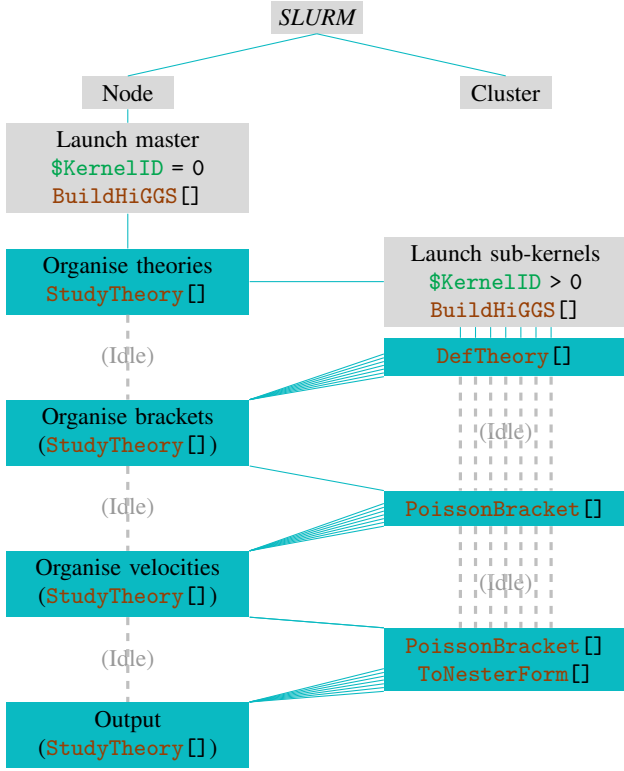 SLURM
Node
Cluster
Launch master
$KernelID = 0
BuildHiGGS[]
Organise theories
StudyTheory[]
Launch sub-kernels
$KernelID > 0
BuildHiGGS[]
(Idle)
DefTheory[]
Organise brackets
(StudyTheory[])
(Idle)
(Idle)
PoissonBracket[]
Organise velocities
(StudyTheory[])
(Idle)
(Idle)
PoissonBracket[]
ToNesterForm[]
Output
(StudyTheory[])